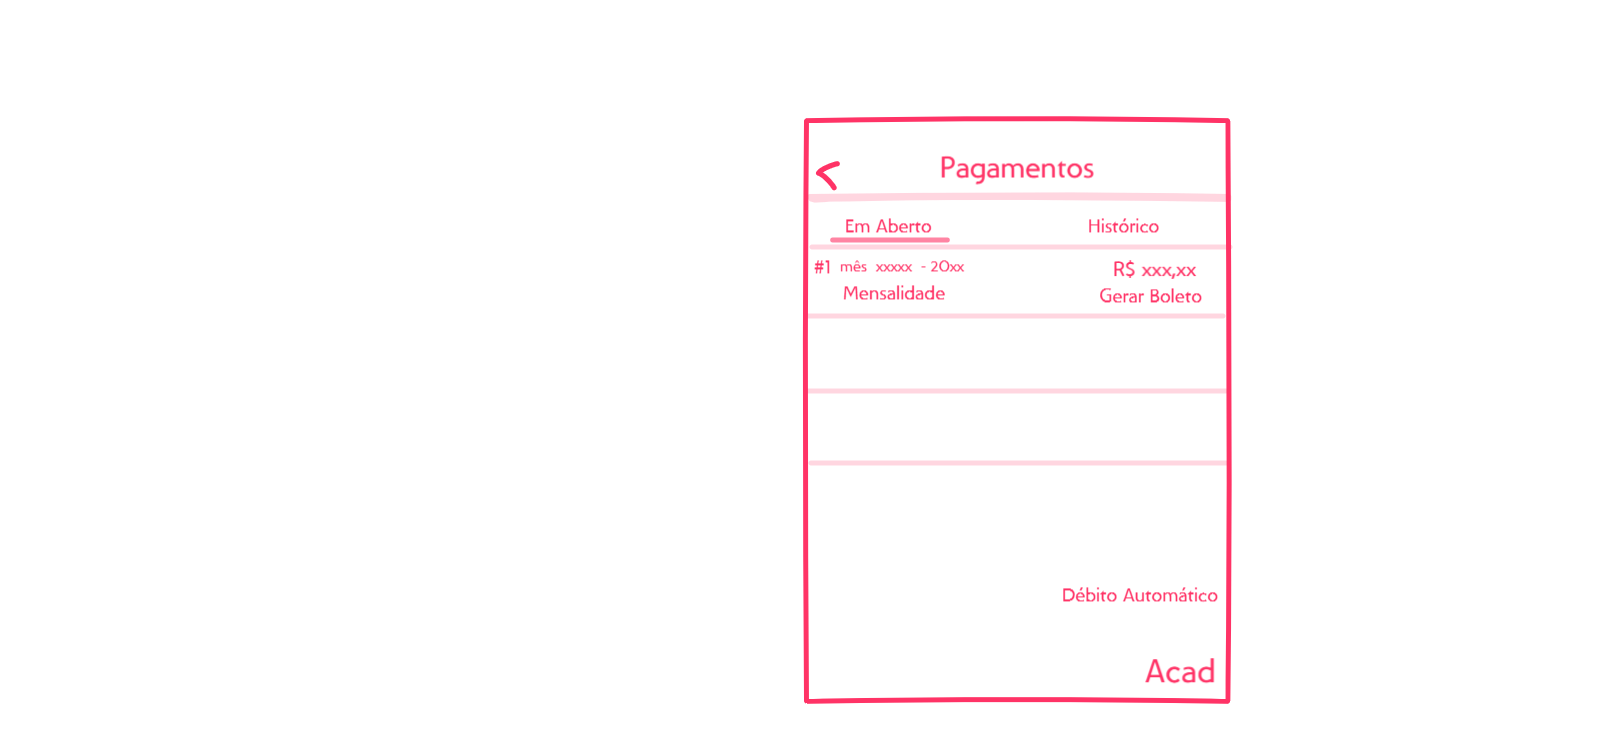 Pagamentos
Em Aberto Histórico
#1 mês xxxxx - 20xx R$ xxx,xx
Mensalidade Gerar Boleto
Débito Automático
Acad